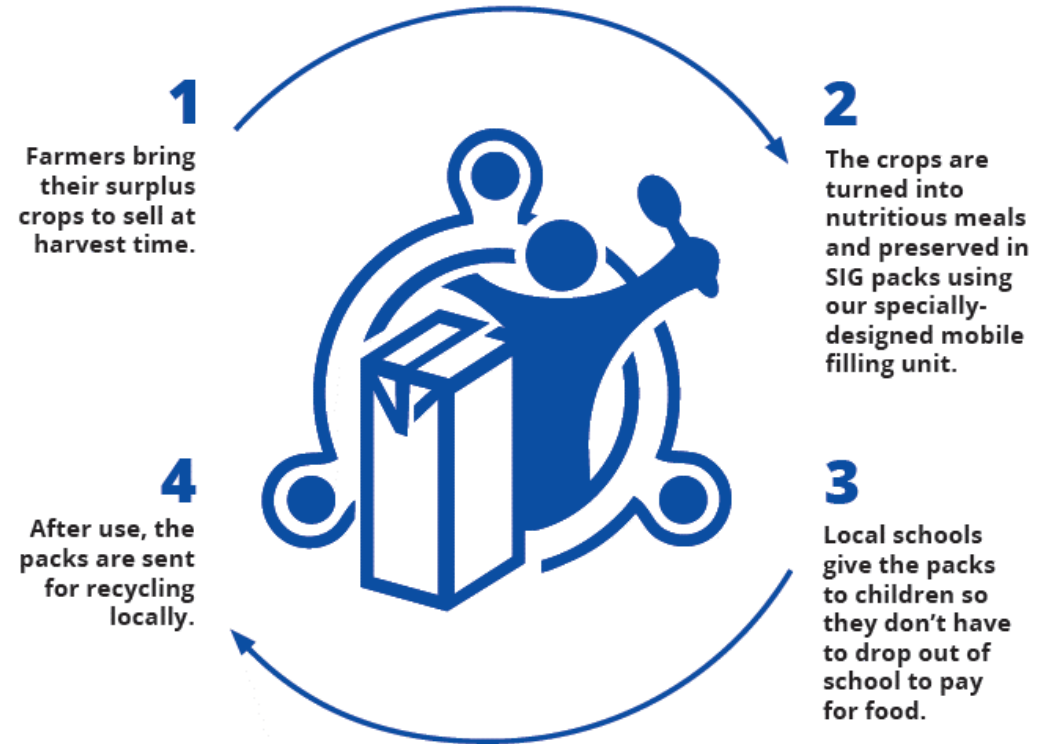 1
Farmers bring
their surplus
crops to sell at
harvest time.
2
The crops are
turned into
nutritious meals
and preserved in
SIG packs using
our specially-
designed mobile
filling unit.
3
Local schools
give the packs
to children so
they don’t have
to drop out of
school to pay
for food.
4
After use, the
packs are sent
for recycling
locally.